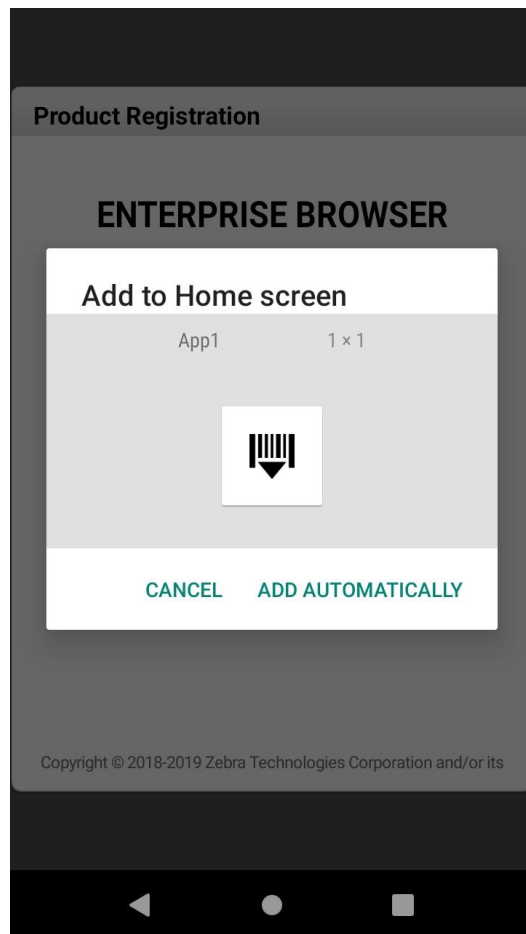 Product Registration
ENTERPRISE BROWSER
Add to Home screen
App1 1 × 1
CANCEL ADD AUTOMATICALLY
Copyright © 2018-2019 Zebra Technologies Corporation and/or its